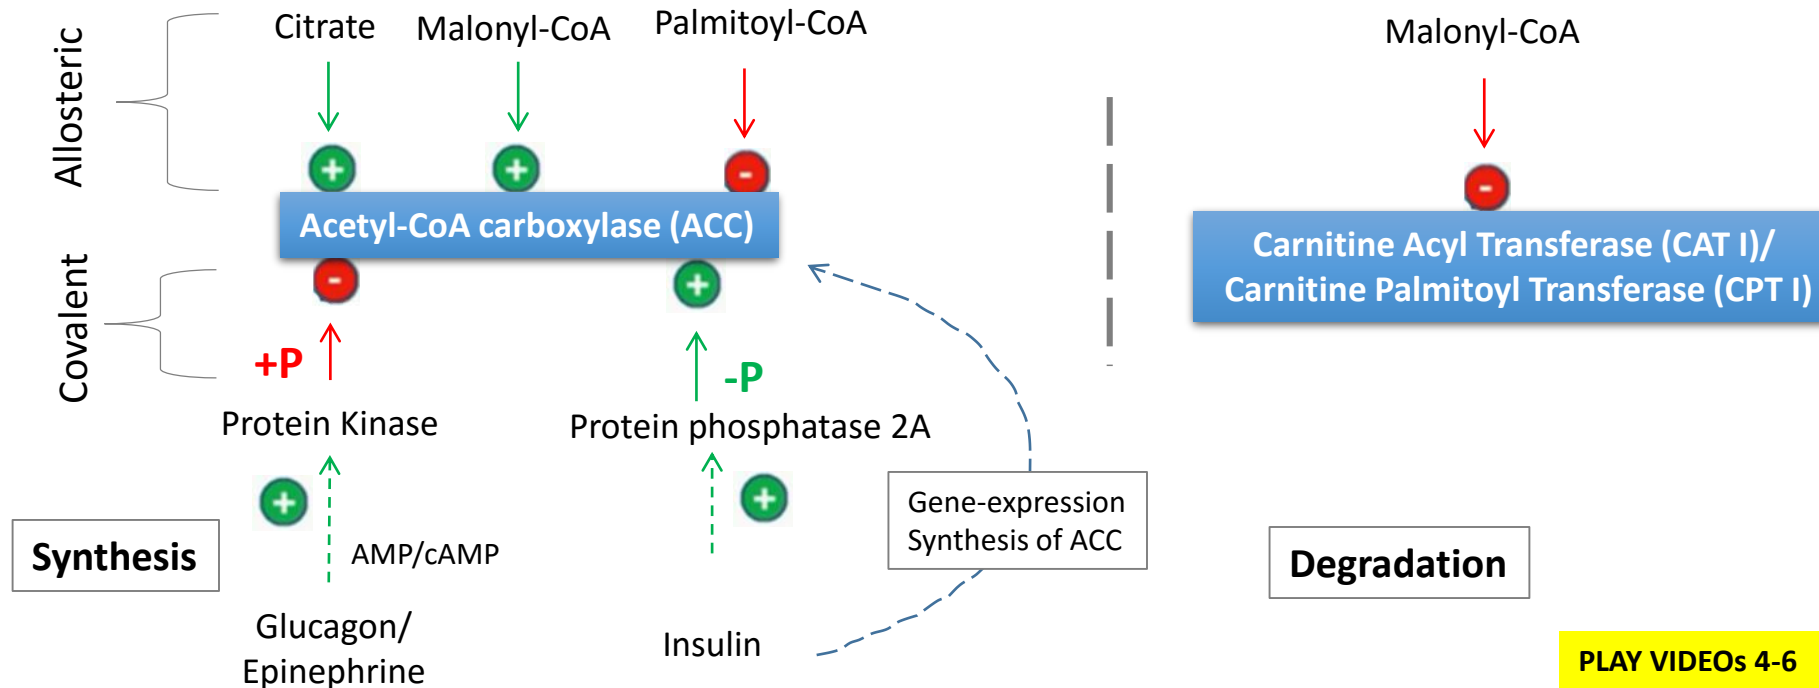 Allosteric
Citrate
Malonyl-CoA
Palmitoyl-CoA
+
+
-
Acetyl-CoA carboxylase (ACC)
Covalent
-
+
+P
-P
Protein Kinase
Protein phosphatase 2A
+
+
AMP/cAMP
Gene-expression
Synthesis of ACC
Synthesis
Glucagon/
Epinephrine
Insulin
Malonyl-CoA
-
Carnitine Acyl Transferase (CAT I)/
Carnitine Palmitoyl Transferase (CPT I)
Degradation
PLAY VIDEOs 4-6